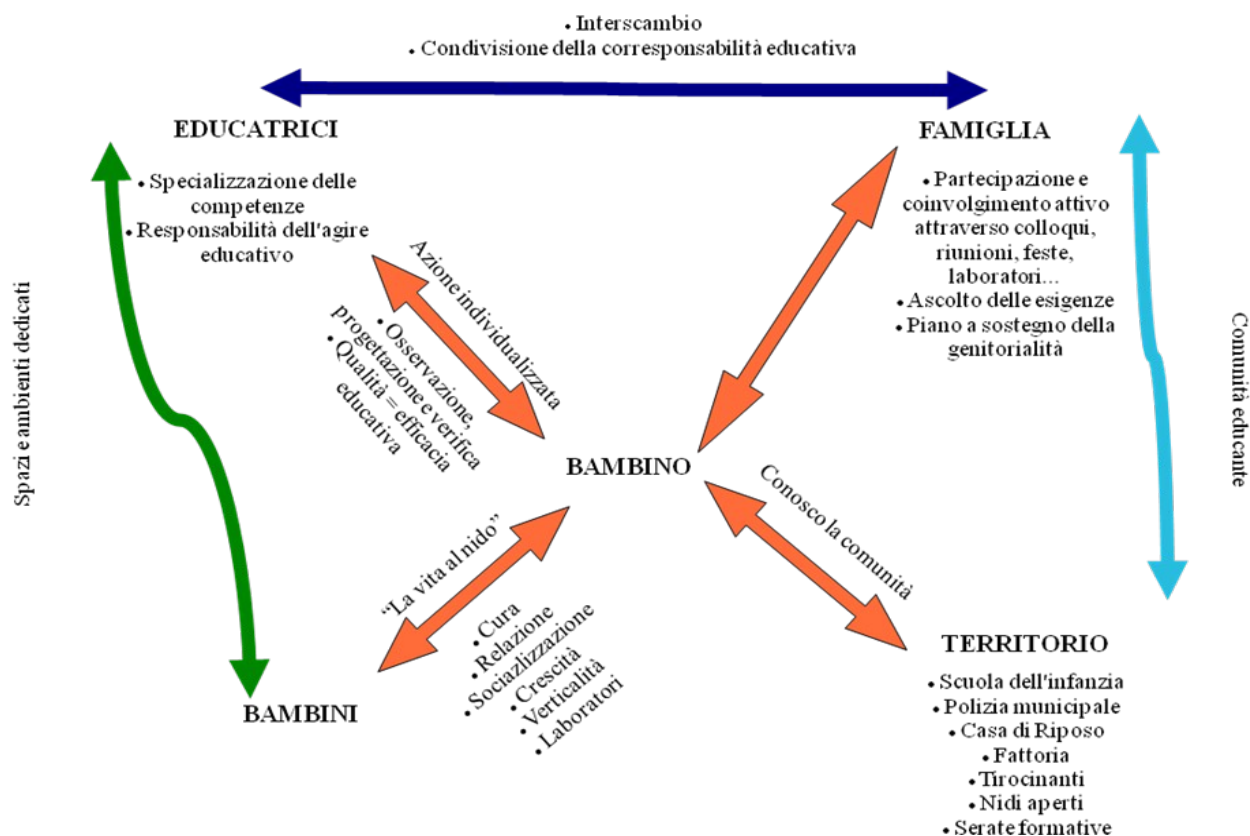 • Interscambio
• Condivisione della corresponsabilità educativa
EDUCATRICI
• Specializzazione delle
competenze
• Responsabilità dell'agire
educativo
FAMIGLIA
• Partecipazione e
coinvolgimento attivo
attraverso colloqui,
riunioni, feste,
laboratori...
• Ascolto delle esigenze
• Piano a sostegno della
genitorialità
Spazi e ambienti dedicati
Azione individualizzata
• Osservazione,
progettazione e verifica
• Qualità = efficacia
educativa
Comunità educante
BAMBINO
"La vita al nido"
• Cura
• Relazione
• Sociazlizzazione
• Crescità
• Verticalità
• Laboratori
Conosco la comunità
BAMBINI
TERRITORIO
• Scuola dell'infanzia
• Polizia municipale
• Casa di Riposo
• Fattoria
• Tirocinanti
• Nidi aperti
• Serate formative